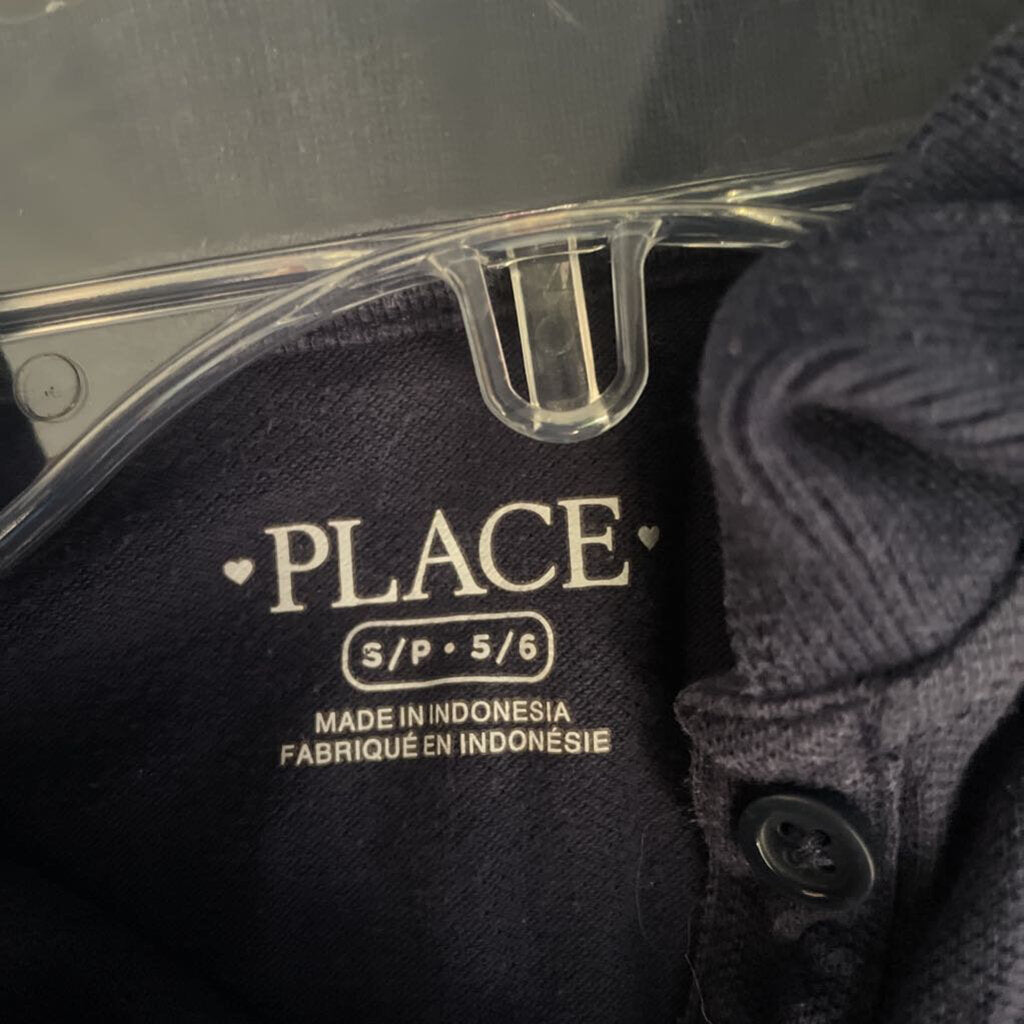 PLACE
S/P • 5/6
MADE IN INDONESIA
FABRIQUÉ EN INDONÉSIE